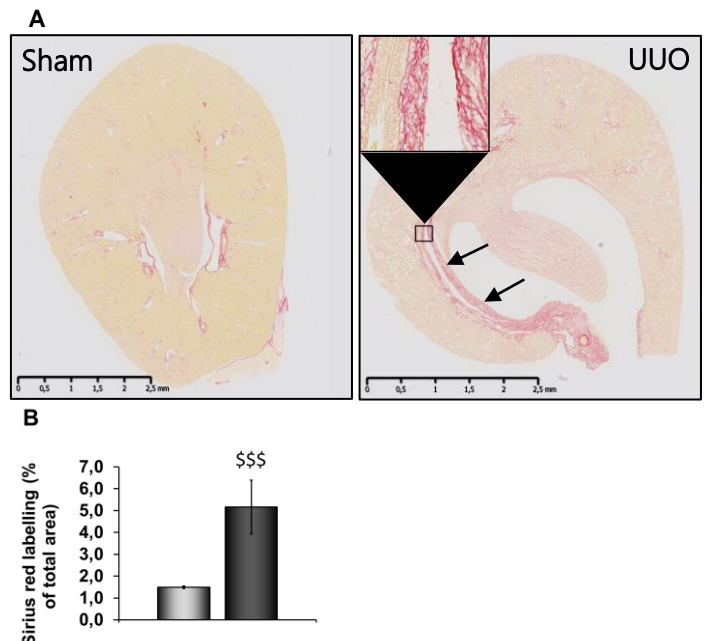 A
Sham
UUO
0 0,5 1 1,5 2 2,5 mm
0 0,5 1 1,5 2 2,5 mm
B
Sirius red labelling (%
of total area)
$$$
7,0
6,0
5,0
4,0
3,0
2,0
1,0
0,0